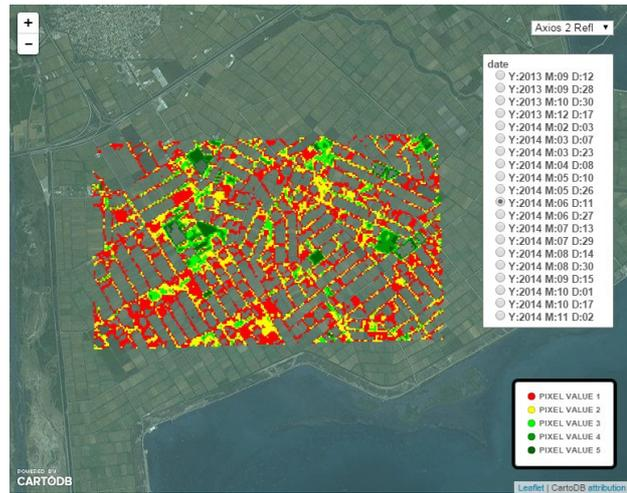 +
−
Axios 2 Refl
date
Y:2013 M:09 D:12
Y:2013 M:09 D:28
Y:2013 M:10 D:30
Y:2013 M:12 D:17
Y:2014 M:02 D:03
Y:2014 M:03 D:07
Y:2014 M:03 D:23
Y:2014 M:04 D:08
Y:2014 M:05 D:10
Y:2014 M:05 D:26
Y:2014 M:06 D:11
Y:2014 M:06 D:27
Y:2014 M:07 D:13
Y:2014 M:07 D:29
Y:2014 M:08 D:14
Y:2014 M:08 D:30
Y:2014 M:09 D:15
Y:2014 M:10 D:01
Y:2014 M:10 D:17
Y:2014 M:11 D:02
PIXEL VALUE 1
PIXEL VALUE 2
PIXEL VALUE 3
PIXEL VALUE 4
PIXEL VALUE 5
POWERED BY
CARTODB
Leaflet | CartoDB attribution